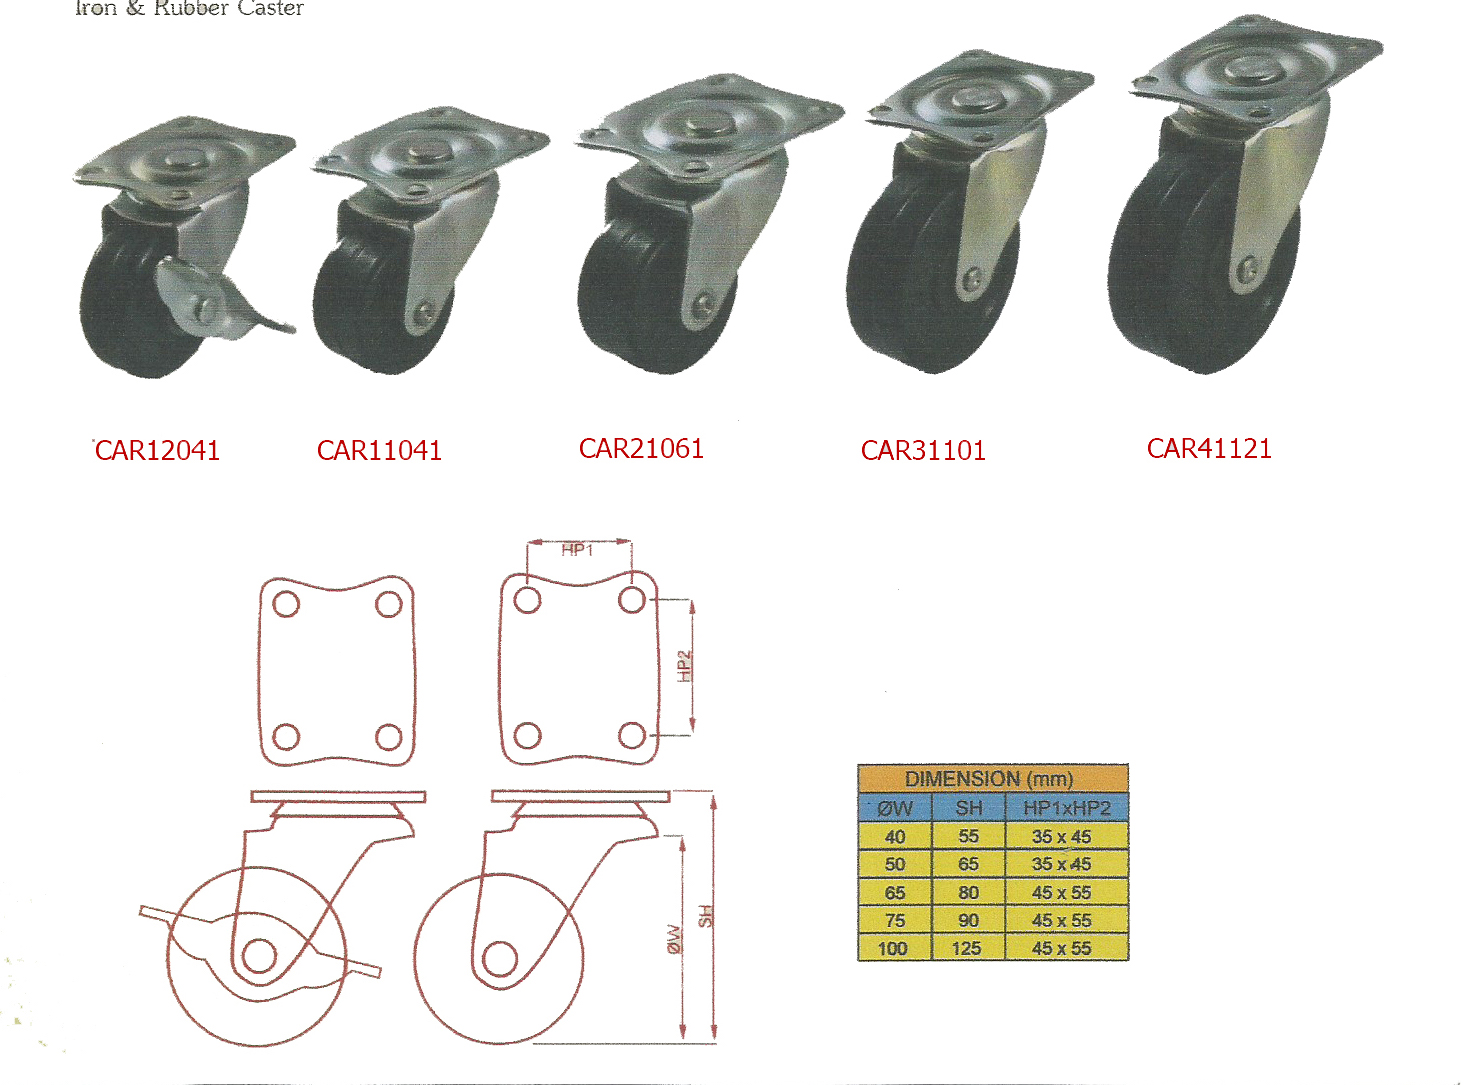 Iron & Rubber Caster
CAR12041
CAR11041
CAR21061
CAR31101
CAR41121
HP1
HP2
ØW
SH
DIMENSION (mm)
ØW SH HP1xHP2
40 55 35 x 45
50 65 35 x 45
65 80 45 x 55
75 90 45 x 55
100 125 45 x 55